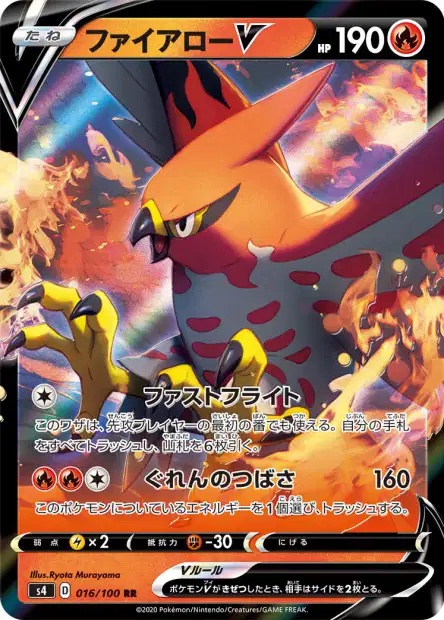 たね ファイアローV HP 190
ファストフライト
このワザは、先攻プレイヤーの最初の番でも使える。自分の手札
をすべてトラッシュし、山札を6枚引く。
ぐれんのつばさ 160
このポケモンについているエネルギーを1個選び、トラッシュする。
弱点 ×2 抵抗力 -30 にげる
Illus.Ryota Murayama
Vルール
s4 D 016/100 RR
ポケモンVがきぜつしたとき、相手はサイドを2枚とる。
©2020 Pokémon/Nintendo/Creatures/GAME FREAK.